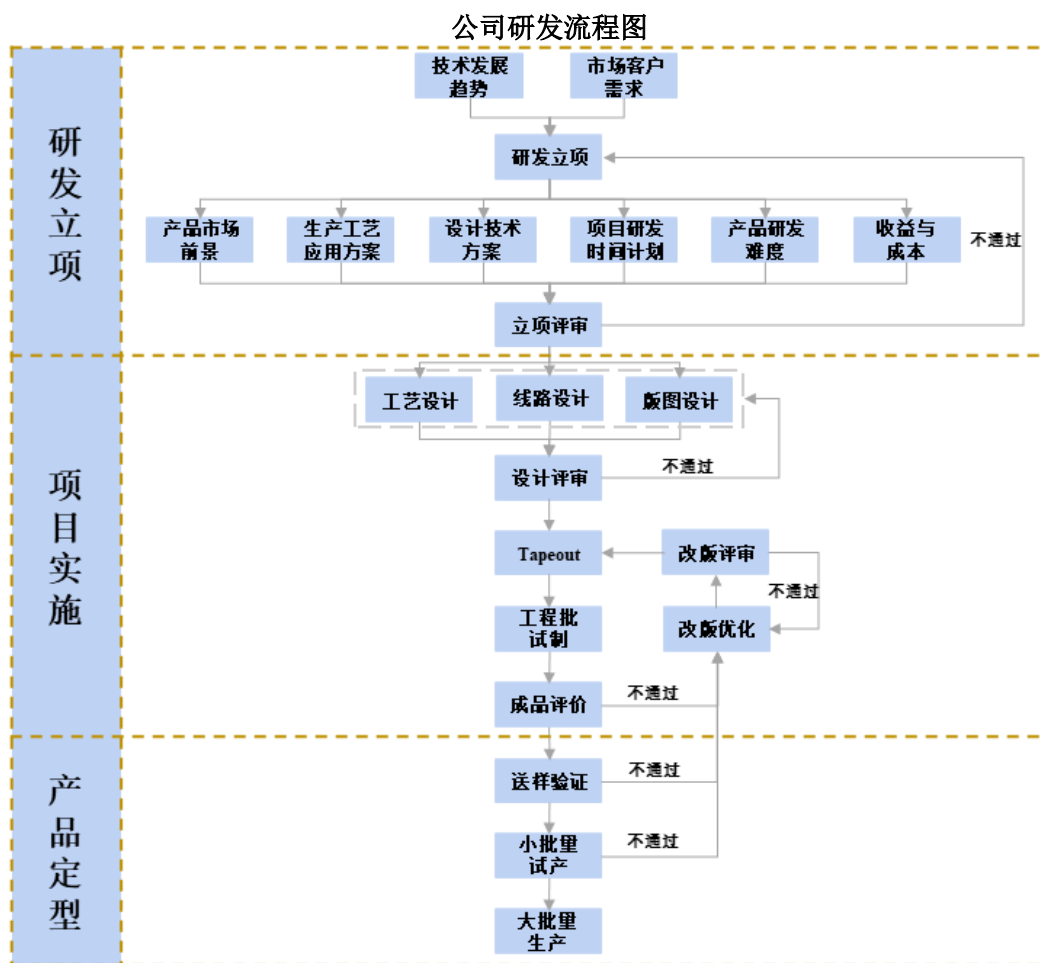 公司研发流程图
研发立项
技术发展
趋势
市场客户
需求
研发立项
产品市场
前景
生产工艺
应用方案
设计技术
方案
项目研发
时间计划
产品研发
难度
收益与
成本
不通过
立项评审
项目实施
工艺设计
线路设计
版图设计
设计评审
不通过
Tapeout
改版评审
不通过
工程批
试制
改版优化
成品评价
不通过
产品定型
送样验证
不通过
小批量
试产
不通过
大批量
生产